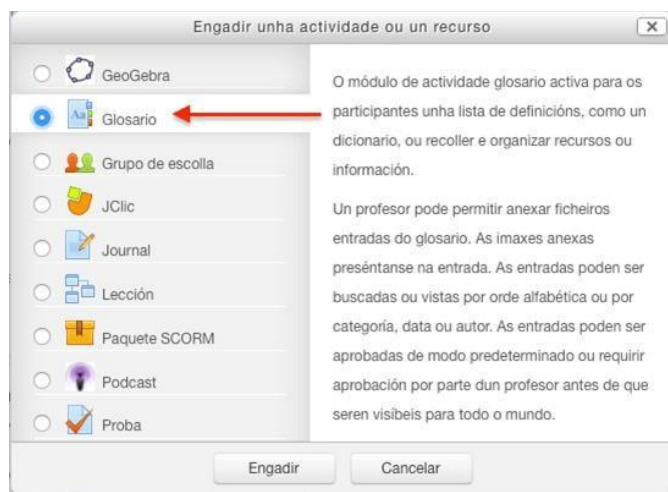 Engadir unha actividade ou un recurso
GeoGebra
Glosario
Grupo de escolla
JClic
Journal
Lección
Paquete SCORM
Podcast
Proba
O módulo de actividade glosario activa para os
participantes unha lista de definicións, como un
dicionario, ou recoller e organizar recursos ou
información.
Un profesor pode permitir anexar ficheiros
entradas do glosario. As imaxes anexas
preséntanse na entrada. As entradas poden ser
buscadas ou vistas por orde alfabética ou por
categoría, data ou autor. As entradas poden ser
aprobadas de modo predeterminado ou requirir
aprobación por parte dun profesor antes de que
seren visíbeis para todo o mundo.
Engadir
Cancelar